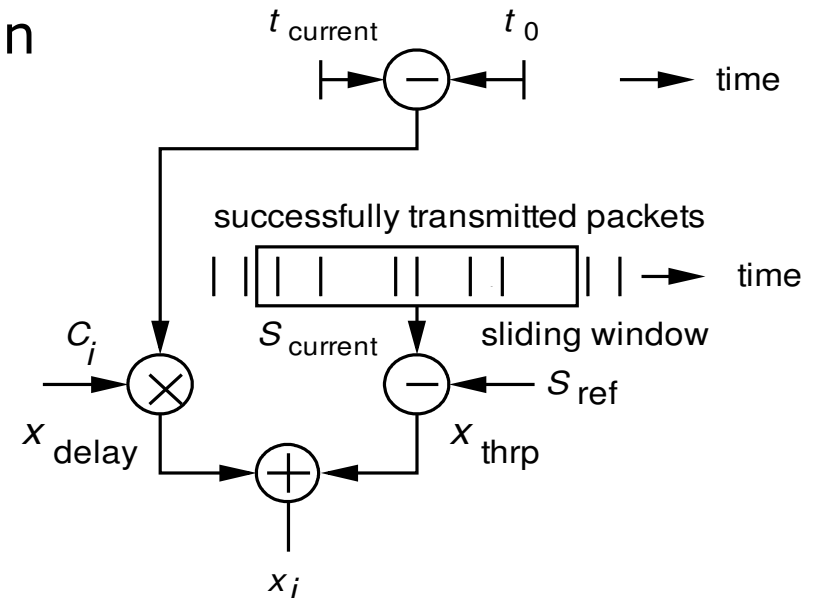 n
t current t 0
time
successfully transmitted packets
time
C i S current sliding window
S ref
x delay x thrp
x i